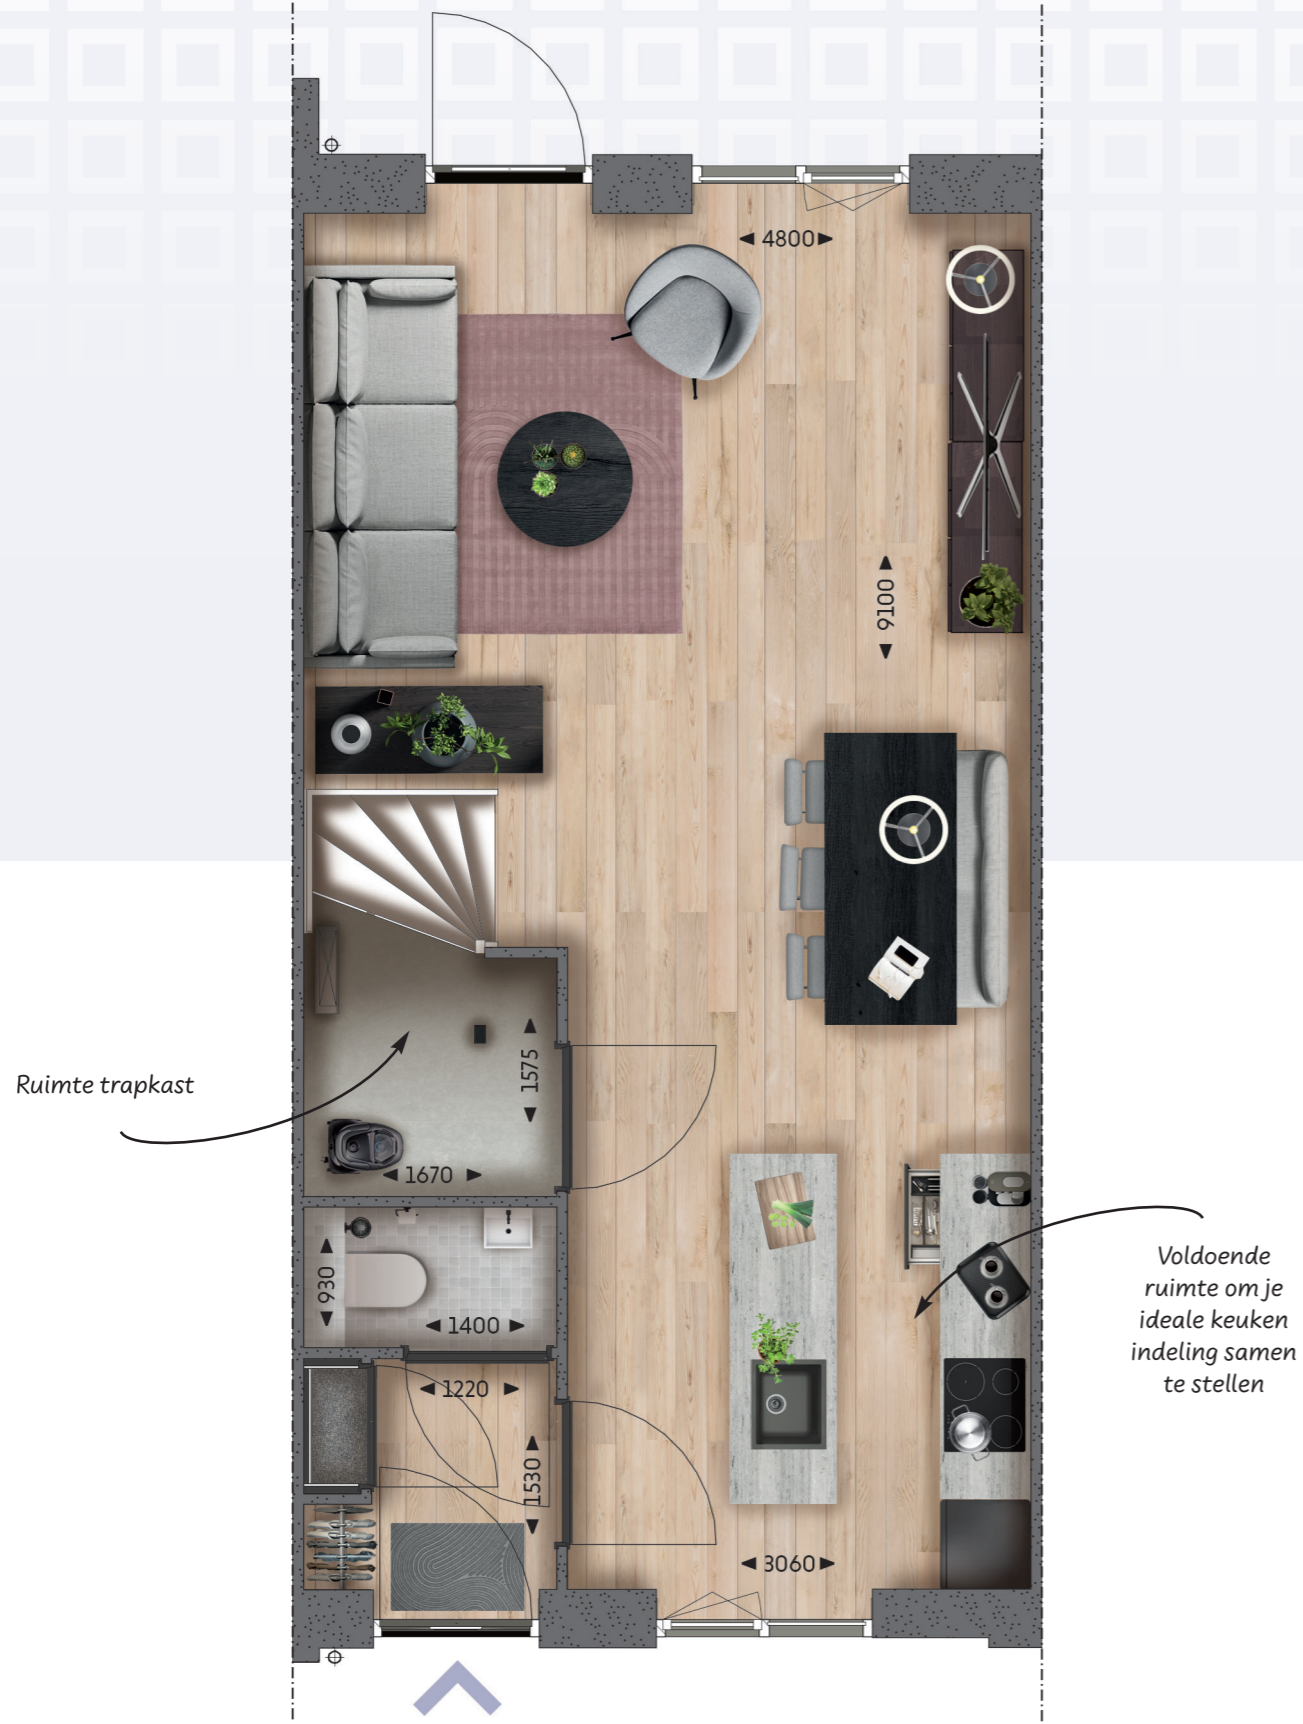 4800
9100
Ruimte trapkast
1575
1670
930
1400
Voldoende
ruimte om je
ideale keuken
indeling samen
te stellen
1220
1530
3060